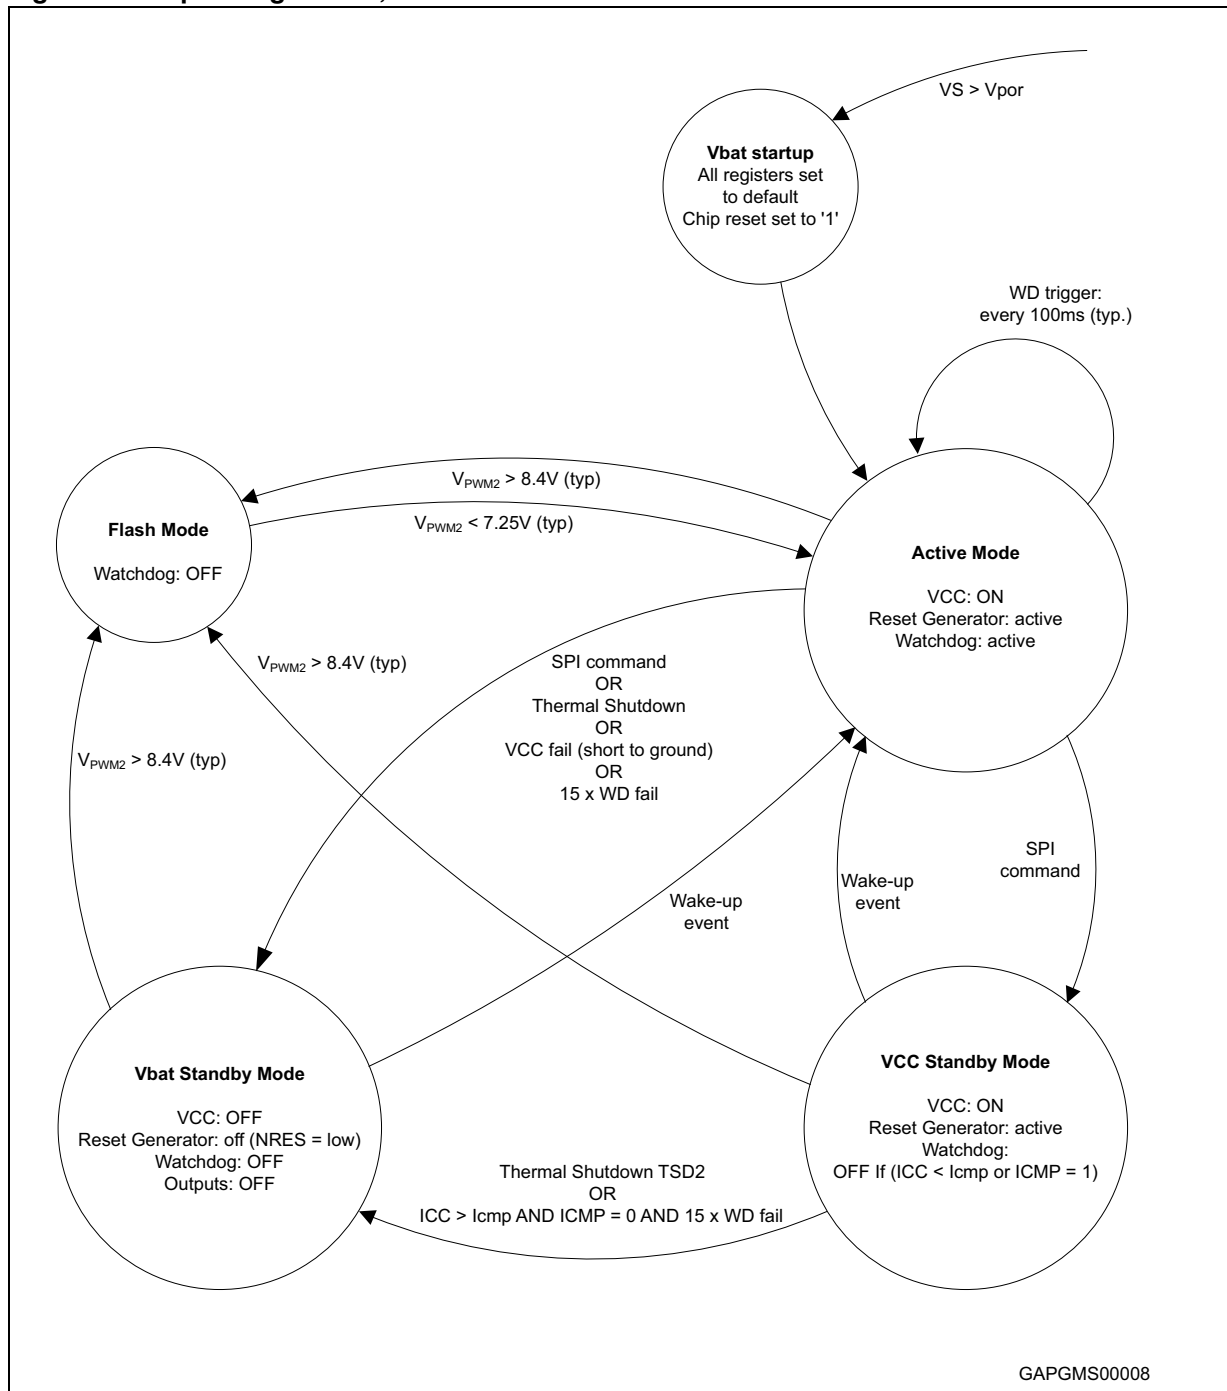 VS > Vpor
Vbat startup
All registers set
to default
Chip reset set to '1'
WD trigger:
every 100ms (typ.)
VPWM2 > 8.4V (typ)
VPWM2 < 7.25V (typ)
Flash Mode
Watchdog: OFF
Active Mode
VCC: ON
Reset Generator: active
Watchdog: active
VPWM2 > 8.4V (typ)
SPI command
OR
Thermal Shutdown
OR
VCC fail (short to ground)
OR
15 x WD fail
VPWM2 > 8.4V (typ)
SPI
command
Wake-up
event
Wake-up
event
Vbat Standby Mode
VCC: OFF
Reset Generator: off (NRES = low)
Watchdog: OFF
Outputs: OFF
VCC Standby Mode
VCC: ON
Reset Generator: active
Watchdog:
OFF If (ICC < Icmp or ICMP = 1)
Thermal Shutdown TSD2
OR
ICC > Icmp AND ICMP = 0 AND 15 x WD fail
GAPGMS00008